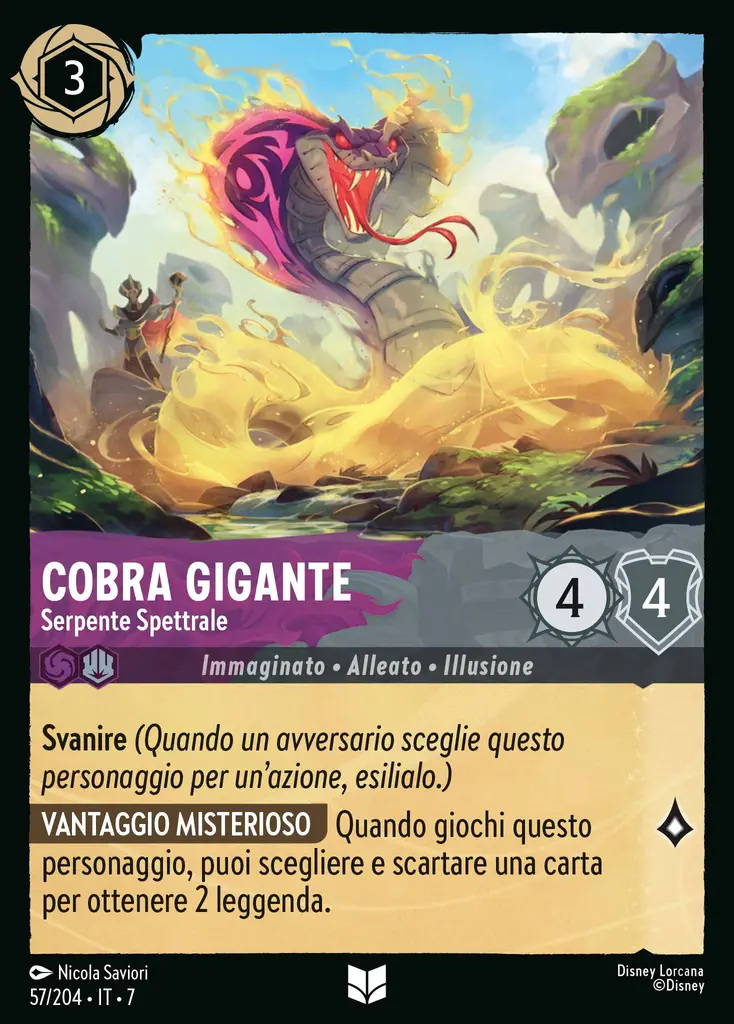 3
COBRA GIGANTE
Serpente Spettrale
4
4
Immaginato • Alleato • Illusione
Svanire (Quando un avversario sceglie questo
personaggio per un'azione, esilialo.)
VANTAGGIO MISTERIOSO Quando giochi questo
personaggio, puoi scegliere e scartare una carta
per ottenere 2 leggenda.
Nicola Saviori
57/204 • IT • 7
Disney Lorcana
©Disney